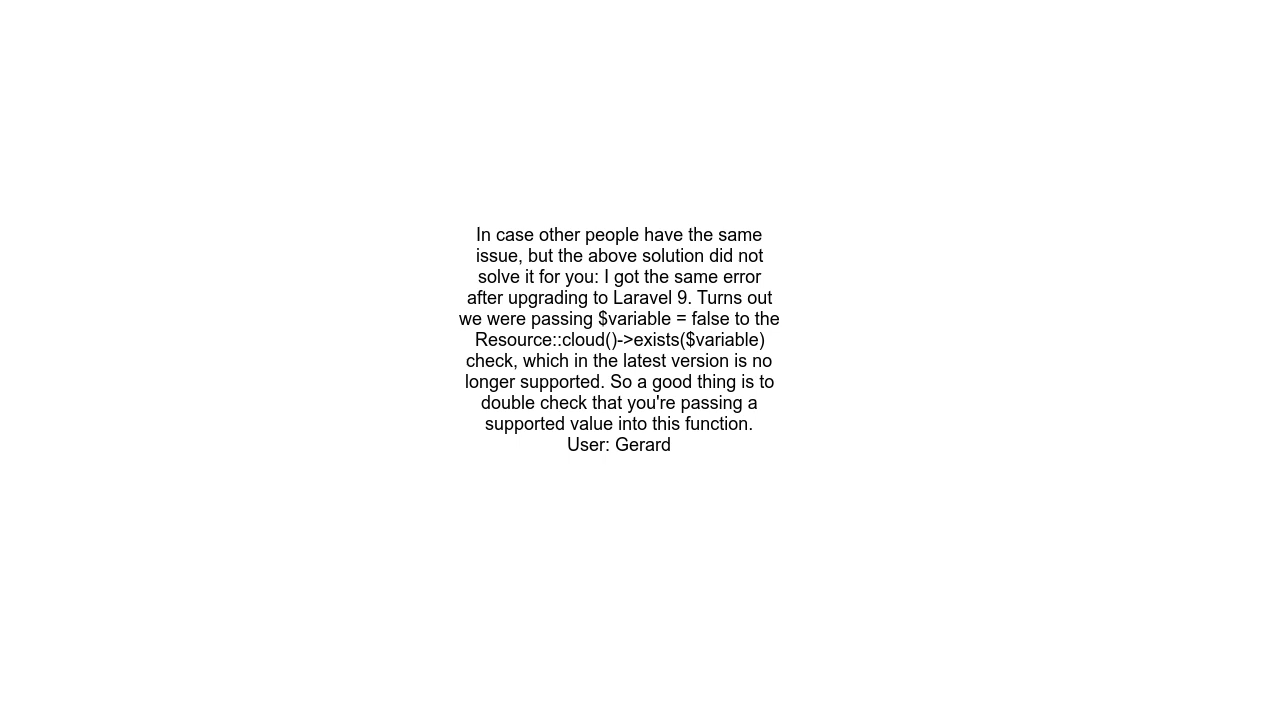 In case other people have the same
issue, but the above solution did not
solve it for you: I got the same error
after upgrading to Laravel 9. Turns out
we were passing $variable = false to the
Resource::cloud()->exists($variable)
check, which in the latest version is no
longer supported. So a good thing is to
double check that you're passing a
supported value into this function.
User: Gerard